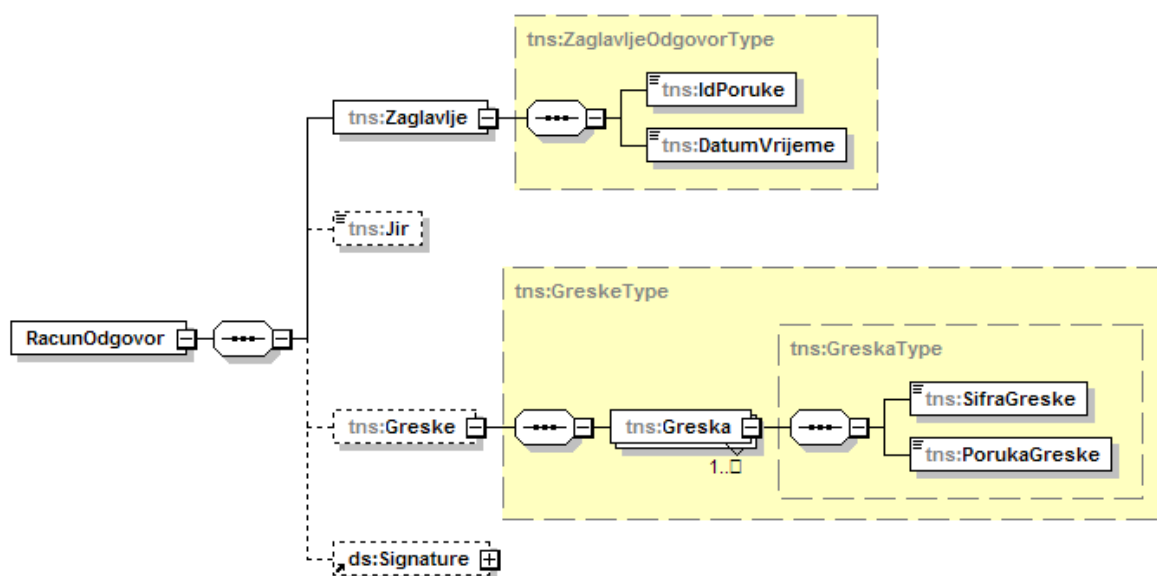 tns:ZaglavljeOdgovorType
tns:IdPoruke
tns:Zaglavlje
tns:DatumVrijeme
tns:Jir
tns:GreskeType
RacunOdgovor
tns:GreskaType
tns:SifraGreske
tns:Greske
tns:Greska
tns:PorukaGreske
1..□
ds:Signature